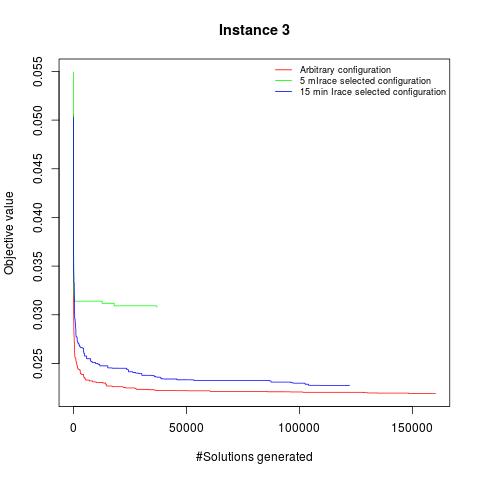 Instance 3
Arbitrary configuration
5 mIrace selected configuration
15 min Irace selected configuration
Objective value
0.055
0.050
0.045
0.040
0.035
0.030
0.025
0
50000
100000
150000
#Solutions generated